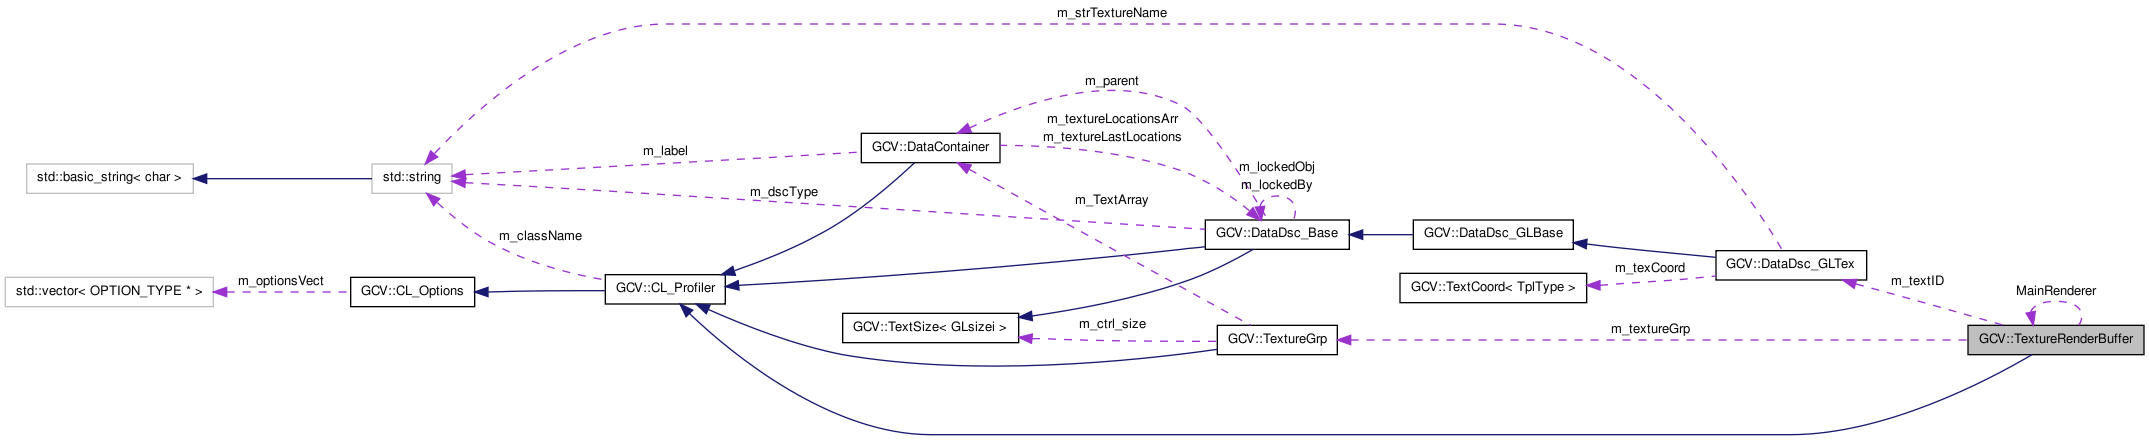 m_strTextureName
m_parent
m_textureLocationsArr
m_textureLastLocations
GCV::DataContainer
m_label
m_lockedObj
m_lockedBy
std::basic_string< char >
std::string
m_dscType
m_TextArray
m_className
GCV::DataDsc_Base
GCV::DataDsc_GLBase
GCV::DataDsc_GLTex
m_texCoord
m_optionsVect
m_textID
MainRenderer
std::vector< OPTION_TYPE * >
GCV::CL_Options
GCV::CL_Profiler
GCV::TextCoord< TplType >
GCV::TextSize< GLsizei >
m_ctrl_size
GCV::TextureGrp
m_textureGrp
GCV::TextureRenderBuffer